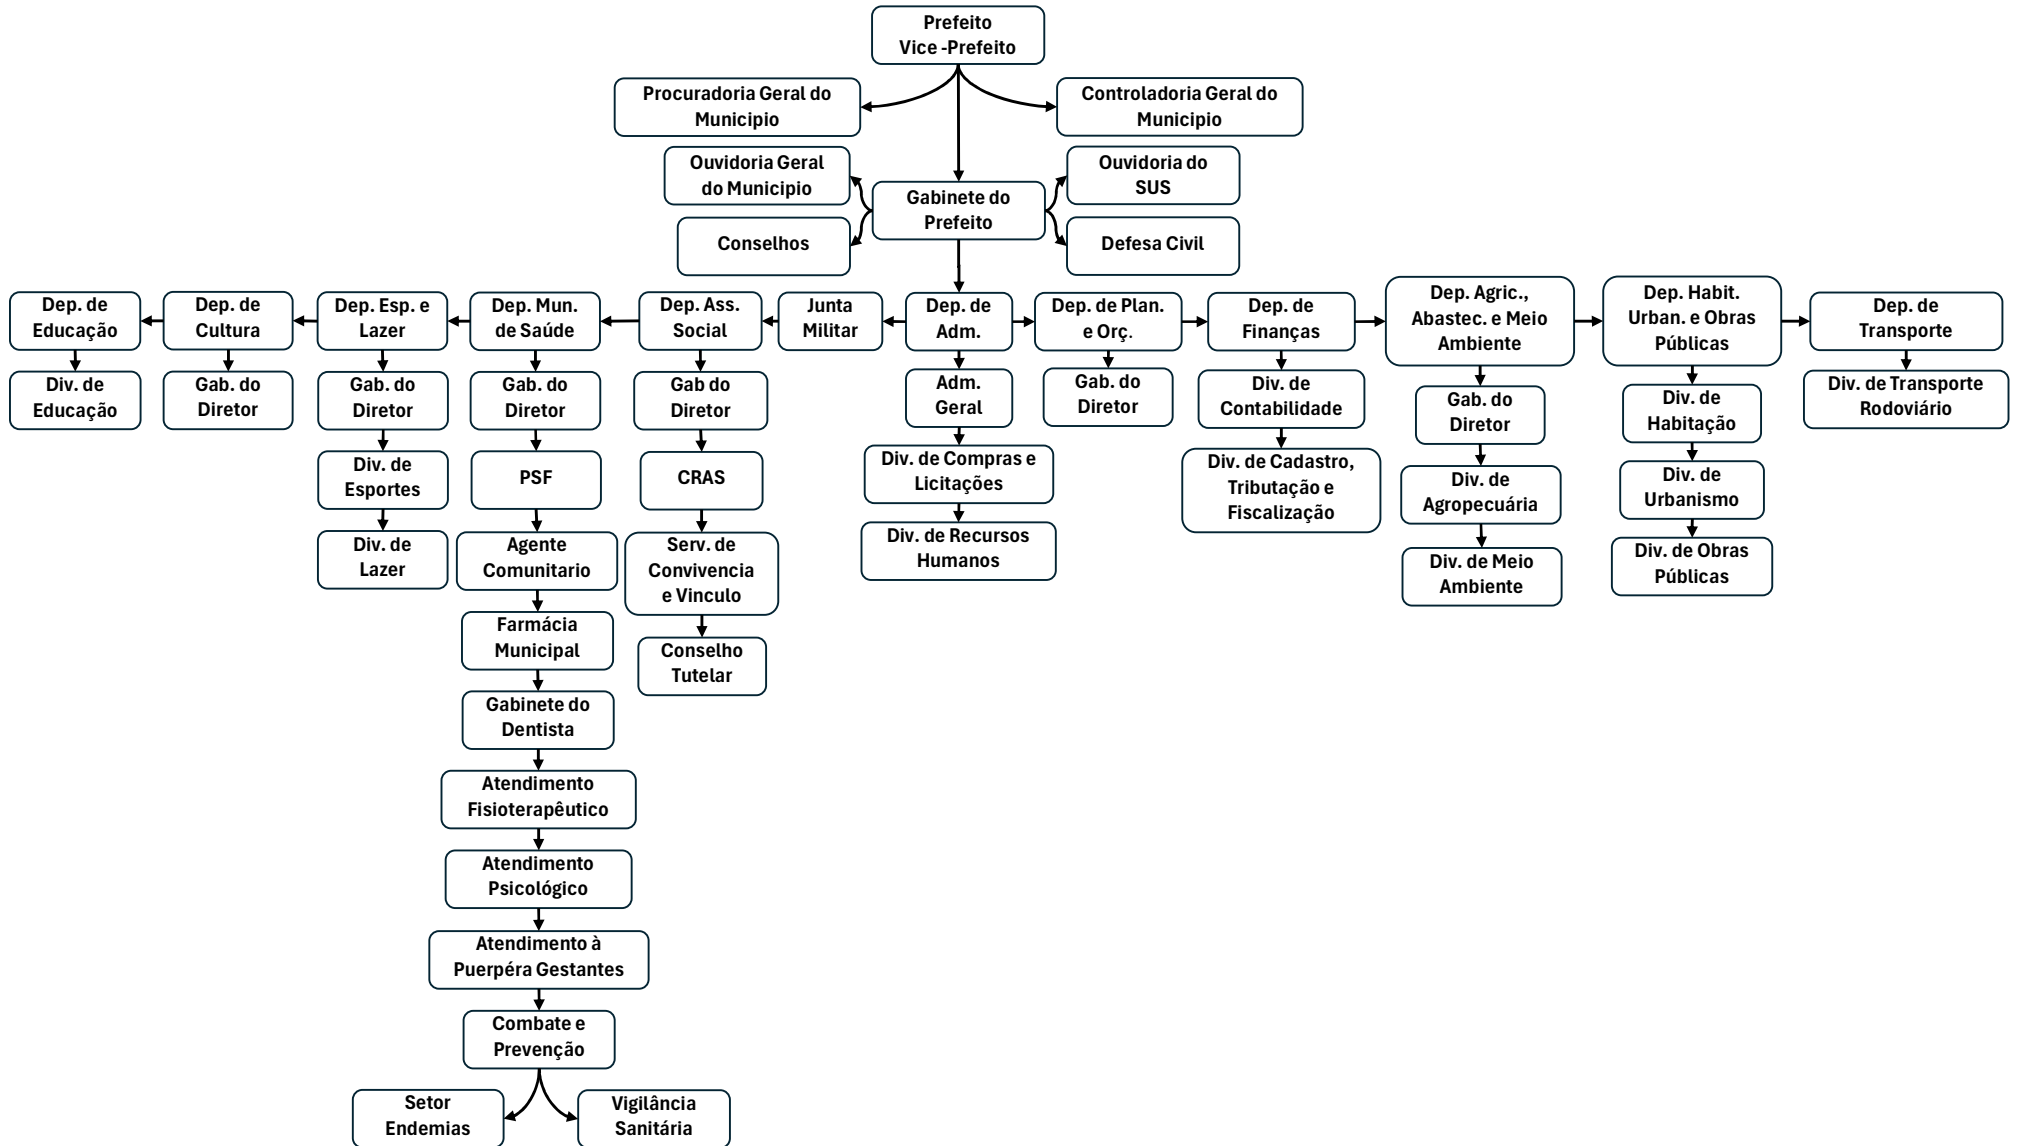 Prefeito
Vice -Prefeito
Procuradoria Geral do
Municipio
Controladoria Geral do
Municipio
Ouvidoria Geral
do Municipio
Ouvidoria do
SUS
Gabinete do
Prefeito
Conselhos
Defesa Civil
Dep. de
Educação
Dep. de
Cultura
Dep. Esp. e
Lazer
Dep. Mun.
de Saúde
Dep. Ass.
Social
Junta
Militar
Dep. de
Adm.
Dep. de Plan.
e Orç.
Dep. de
Finanças
Dep. Agric.,
Abastec. e Meio
Ambiente
Dep. Habit.
Urban. e Obras
Públicas
Dep. de
Transporte
Div. de
Educação
Gab. do
Diretor
Gab. do
Diretor
Gab. do
Diretor
Gab do
Diretor
Adm.
Geral
Gab. do
Diretor
Div. de
Contabilidade
Gab. do
Diretor
Div. de
Habitação
Div. de Transporte
Rodoviário
Div. de
Esportes
PSF
CRAS
Div. de Compras e
Licitações
Div. de Cadastro,
Tributação e
Fiscalização
Div. de
Agropecuária
Div. de
Urbanismo
Div. de
Lazer
Agente
Comunitario
Serv. de
Convivencia
e Vinculo
Div. de Recursos
Humanos
Div. de Meio
Ambiente
Div. de Obras
Públicas
Farmácia
Municipal
Conselho
Tutelar
Gabinete do
Dentista
Atendimento
Fisioterapêutico
Atendimento
Psicológico
Atendimento à
Puerpéra Gestantes
Combate e
Prevenção
Setor
Endemias
Vigilância
Sanitária